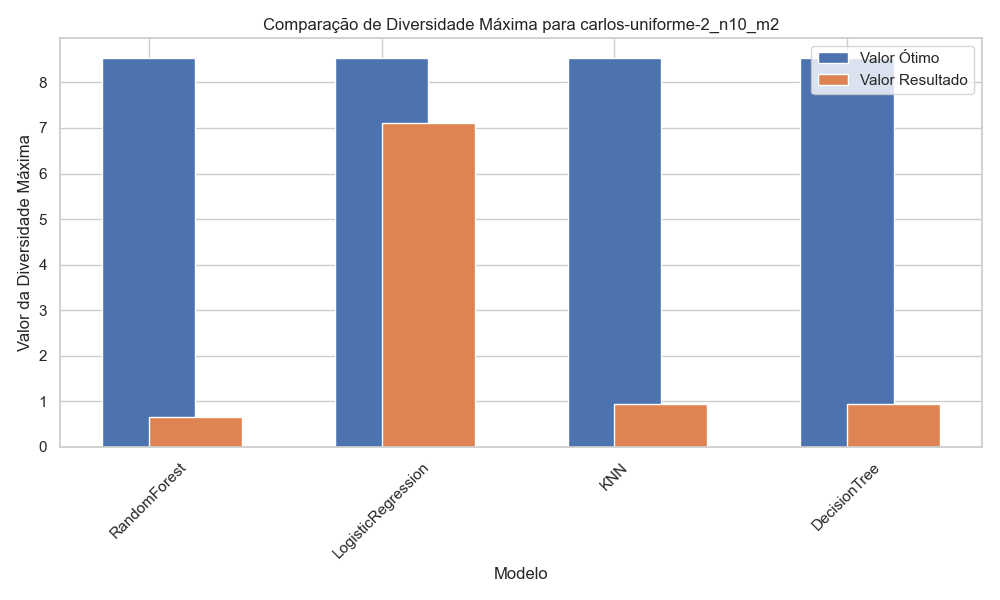 Comparação de Diversidade Máxima para carlos-uniforme-2_n10_m2
Valor Ótimo
Valor Resultado
Valor da Diversidade Máxima
8
7
6
5
4
3
2
1
0
RandomForest
LogisticRegression
KNN
DecisionTree
Modelo